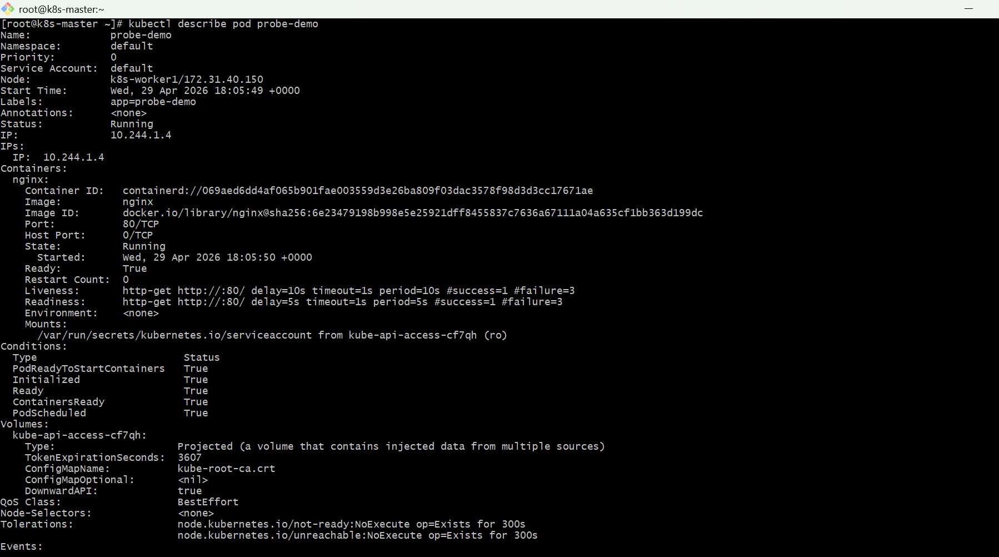 root@k8s-master:~
[root@k8s-master ~]# kubectl describe pod probe-demo
Name:             probe-demo
Namespace:        default
Priority:         0
Service Account:  default
Node:             k8s-worker1/172.31.40.150
Start Time:       Wed, 29 Apr 2026 18:05:49 +0000
Labels:           app=probe-demo
Annotations:      <none>
Status:           Running
IP:               10.244.1.4
IPs:
  IP:  10.244.1.4
Containers:
  nginx:
    Container ID:   containerd://069aed6dd4af065b901fae003559d3e26ba809f03dac3578f98d3d3cc17671ae
    Image:          nginx
    Image ID:       docker.io/library/nginx@sha256:6e23479198b998e5e25921dff8455837c7636a67111a04a635cf1bb363d199dc
    Port:           80/TCP
    Host Port:      0/TCP
    State:          Running
      Started:      Wed, 29 Apr 2026 18:05:50 +0000
    Ready:          True
    Restart Count:  0
    Liveness:       http-get http://:80/ delay=10s timeout=1s period=10s #success=1 #failure=3
    Readiness:      http-get http://:80/ delay=5s timeout=1s period=5s #success=1 #failure=3
    Environment:    <none>
    Mounts:
      /var/run/secrets/kubernetes.io/serviceaccount from kube-api-access-cf7qh (ro)
Conditions:
  Type                        Status
  PodReadyToStartContainers   True
  Initialized                 True
  Ready                       True
  ContainersReady             True
  PodScheduled                True
Volumes:
  kube-api-access-cf7qh:
    Type:                    Projected (a volume that contains injected data from multiple sources)
    TokenExpirationSeconds:  3607
    ConfigMapName:           kube-root-ca.crt
    ConfigMapOptional:       <nil>
    DownwardAPI:             true
QoS Class:                   BestEffort
Node-Selectors:              <none>
Tolerations:                 node.kubernetes.io/not-ready:NoExecute op=Exists for 300s
                             node.kubernetes.io/unreachable:NoExecute op=Exists for 300s
Events: